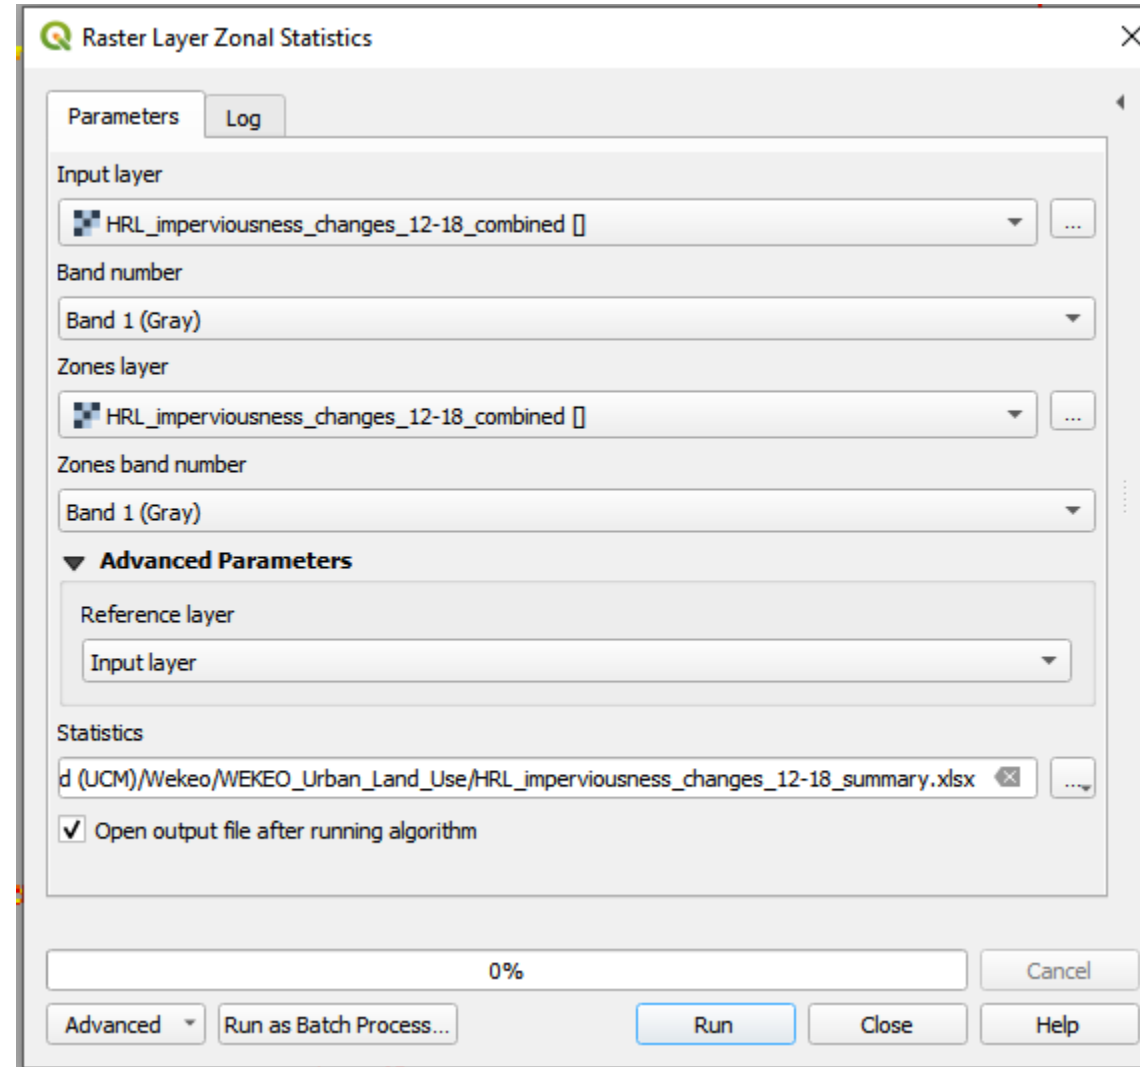 Raster Layer Zonal Statistics
Parameters
Log
Input layer
HRL_imperviousness_changes_12-18_combined []
...
Band number
Band 1 (Gray)
Zones layer
HRL_imperviousness_changes_12-18_combined []
...
Zones band number
Band 1 (Gray)
Advanced Parameters
Reference layer
Input layer
Statistics
d (UCM)/Wekeo/WEKEO_Urban_Land_Use/HRL_imperviousness_changes_12-18_summary.xlsx
...
Open output file after running algorithm
0%
Cancel
Advanced
Run as Batch Process...
Run
Close
Help